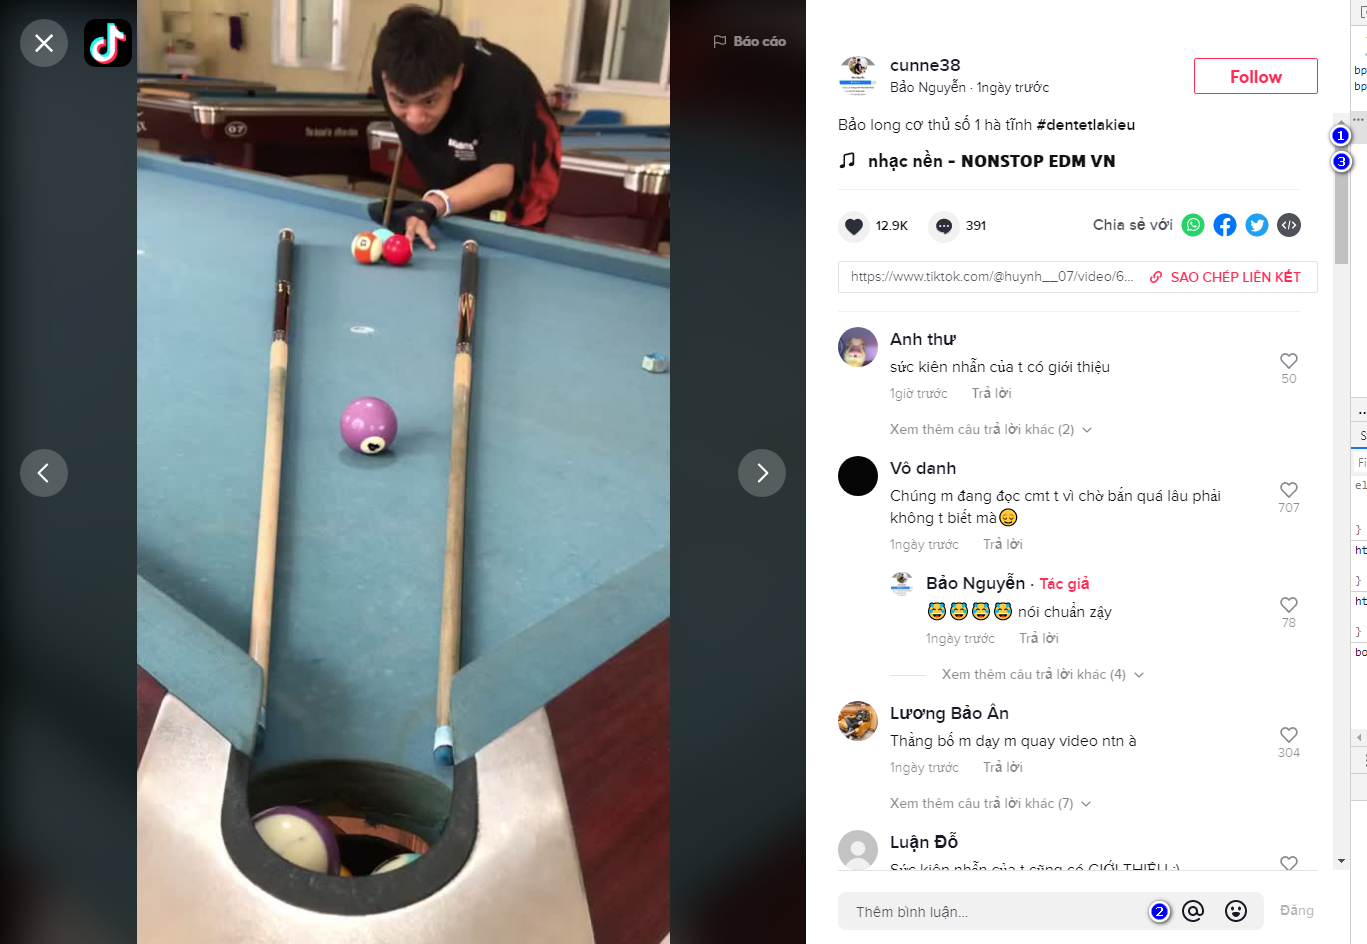 Báo cáo
07
cunne38
Bảo Nguyễn · 1ngày trước
Follow
Bảo long cơ thủ số 1 hà tĩnh #dentetlakieu
nhạc nền - NONSTOP EDM VN
12.9K
391
Chia sẻ với
https://www.tiktok.com/@huynh__07/video/6...
SAO CHÉP LIÊN KẾT
Anh thư
sức kiên nhẫn của t có giới thiệu
50
1giờ trước Trả lời
Xem thêm câu trả lời khác (2)
Vô danh
Chúng m đang đọc cmt t vì chờ bắn quá lâu phải
không t biết mà😌
707
1ngày trước Trả lời
Bảo Nguyễn · Tác giả
😂😂😂😂 nói chuẩn zậy
78
1ngày trước Trả lời
Xem thêm câu trả lời khác (4)
Lương Bảo Ân
Thằng bố m dạy m quay video ntn à
304
1ngày trước Trả lời
Xem thêm câu trả lời khác (7)
Luận Đỗ
Sức kiên nhẫn của t cũng có GIỚI THIỆU :)
Thêm bình luận...
@
Đăng
1
3
2
bp
bp
...
S
Fi
el
}
ht
}
ht
}
bo